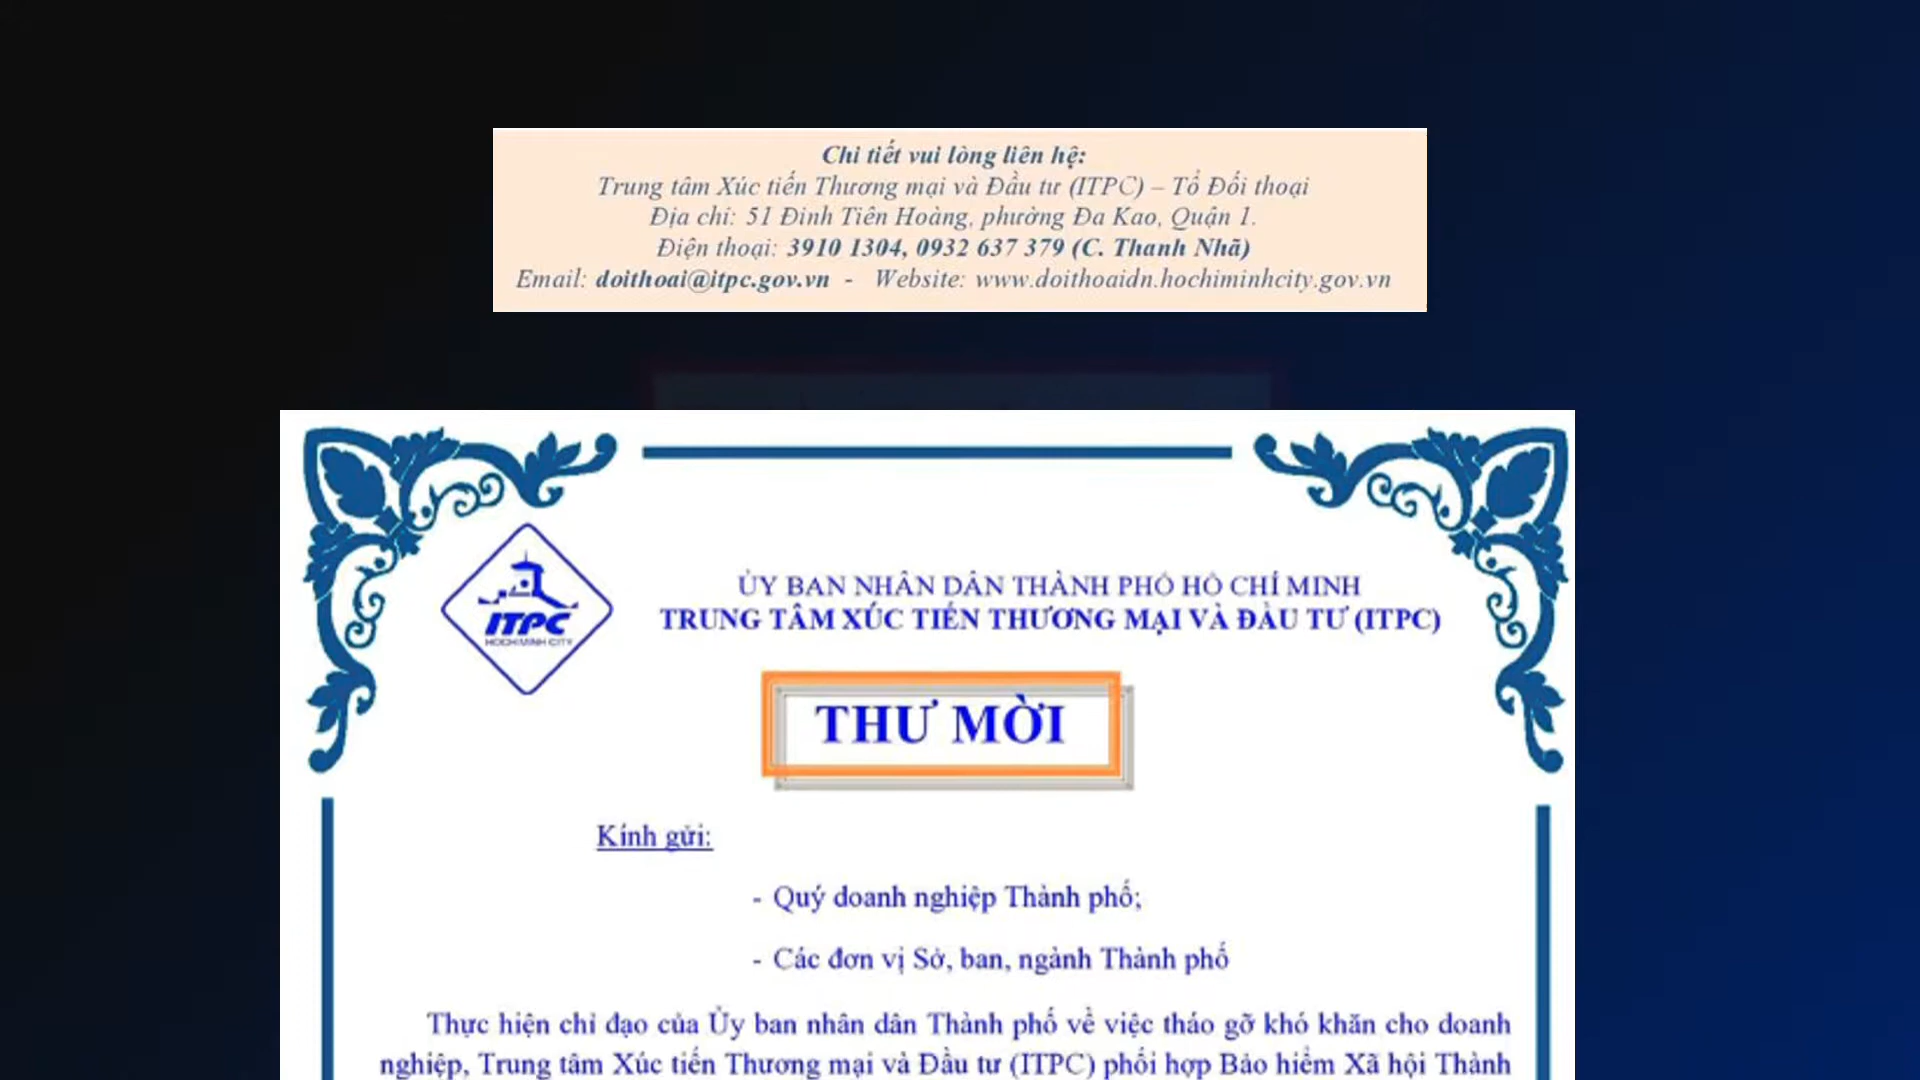 Chi tiết vui lòng liên hệ:
Trung tâm Xúc tiến Thương mại và Đầu tư (ITPC) – Tổ Đối thoại
Địa chỉ: 51 Đinh Tiên Hoàng, phường Đa Kao, Quận 1.
Điện thoại: 3910 1304, 0932 637 379 (C. Thanh Nhã)
Email: doithoai@itpc.gov.vn - Website: www.doithoaidn.hochiminhcity.gov.vn
ITPC
HOCHIMINH CITY
ỦY BAN NHÂN DÂN THÀNH PHỐ HỒ CHÍ MINH
TRUNG TÂM XÚC TIẾN THƯƠNG MẠI VÀ ĐẦU TƯ (ITPC)
THƯ MỜI
Kính gửi:
- Quý doanh nghiệp Thành phố;
- Các đơn vị Sở, ban, ngành Thành phố
Thực hiện chỉ đạo của Ủy ban nhân dân Thành phố về việc tháo gỡ khó khăn cho doanh
nghiệp, Trung tâm Xúc tiến Thương mại và Đầu tư (ITPC) phối hợp Bảo hiểm Xã hội Thành